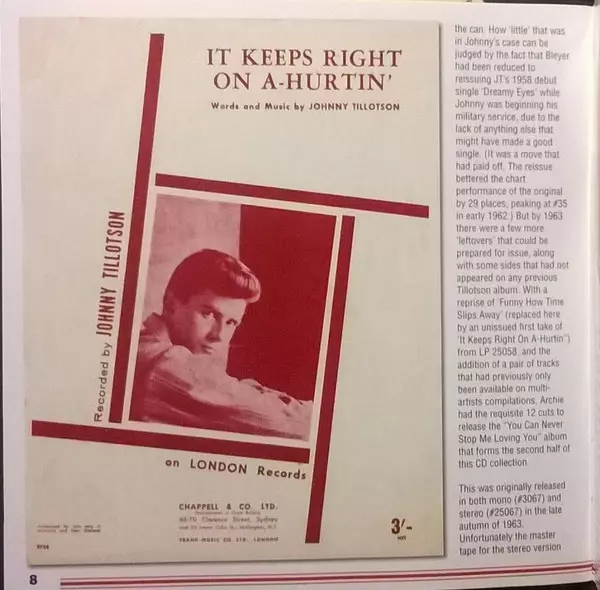 IT KEEPS RIGHT
ON A-HURTIN'
Words and Music by JOHNNY TILLOTSON
Recorded by JOHNNY TILLOTSON
on LONDON Records
CHAPPELL & CO. LTD.
Clarence Street, Sydney
TRANS-MUSIC CO. LTD. LONDON
3/-
NET
8
the can. How 'little' that was
in Johnny's case can be
judged by the fact that Bleyer
had been reduced to
reissuing JT's 1958 debut
single 'Dreamy Eyes' while
Johnny was beginning his
military service, due to the
lack of anything else that
might have made a good
single. (It was a move that
had paid off. The reissue
bettered the chart
performance of the original
by 29 places, peaking at #35
in early 1962.) But by 1963
there were a few more
'leftovers' that could be
prepared for issue, along
with some sides that had not
appeared on any previous
Tillotson album. With a
reprise of 'Funny How Time
Slips Away' (replaced here
by an unissued first take of
'It Keeps Right On A-Hurtin'')
from LP 25058, and the
addition of a pair of tracks
that had previously only
been available on multi-
artists compilations, Archie
had the requisite 12 cuts to
release the "You Can Never
Stop Me Loving You" album
that forms the second half of
this CD collection
This was originally released
in both mono (#3067) and
stereo (#25067) in the late
autumn of 1963.
Unfortunately the master
tape for the stereo version